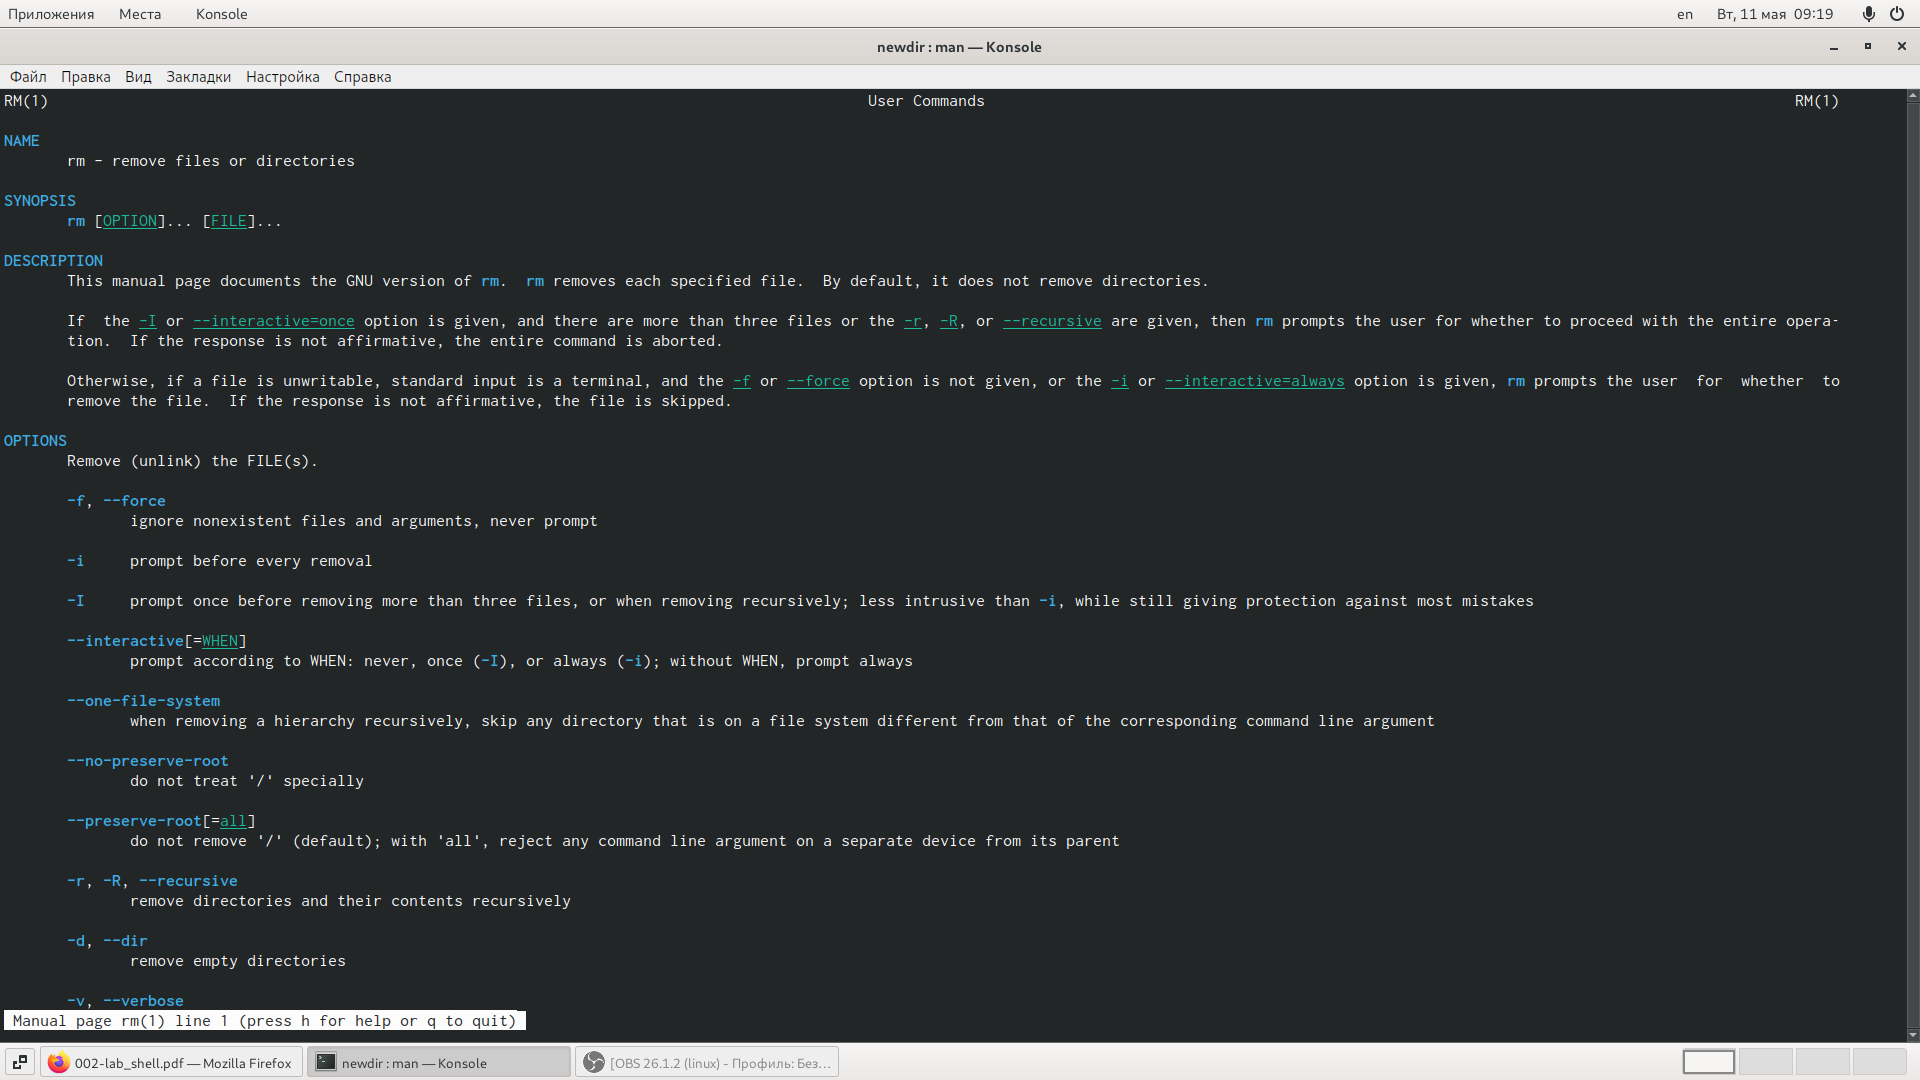 Приложения Места Konsole en Вт, 11 мая 09:19
newdir : man — Konsole
Файл Правка Вид Закладки Настройка Справка
RM(1) User Commands RM(1)
NAME
rm - remove files or directories
SYNOPSIS
rm [OPTION]... [FILE]...
DESCRIPTION
This manual page documents the GNU version of rm.  rm removes each specified file.  By default, it does not remove directories.
If  the -I or --interactive=once option is given, and there are more than three files or the -r, -R, or --recursive are given, then rm prompts the user for whether to proceed with the entire opera-
tion.  If the response is not affirmative, the entire command is aborted.
Otherwise, if a file is unwritable, standard input is a terminal, and the -f or --force option is not given, or the -i or --interactive=always option is given, rm prompts the user  for  whether  to
remove the file.  If the response is not affirmative, the file is skipped.
OPTIONS
Remove (unlink) the FILE(s).
-f, --force
ignore nonexistent files and arguments, never prompt
-i     prompt before every removal
-I     prompt once before removing more than three files, or when removing recursively; less intrusive than -i, while still giving protection against most mistakes
--interactive[=WHEN]
prompt according to WHEN: never, once (-I), or always (-i); without WHEN, prompt always
--one-file-system
when removing a hierarchy recursively, skip any directory that is on a file system different from that of the corresponding command line argument
--no-preserve-root
do not treat '/' specially
--preserve-root[=all]
do not remove '/' (default); with 'all', reject any command line argument on a separate device from its parent
-r, -R, --recursive
remove directories and their contents recursively
-d, --dir
remove empty directories
-v, --verbose
Manual page rm(1) line 1 (press h for help or q to quit)
002-lab_shell.pdf — Mozilla Firefox newdir : man — Konsole [OBS 26.1.2 (linux) - Профиль: Без…